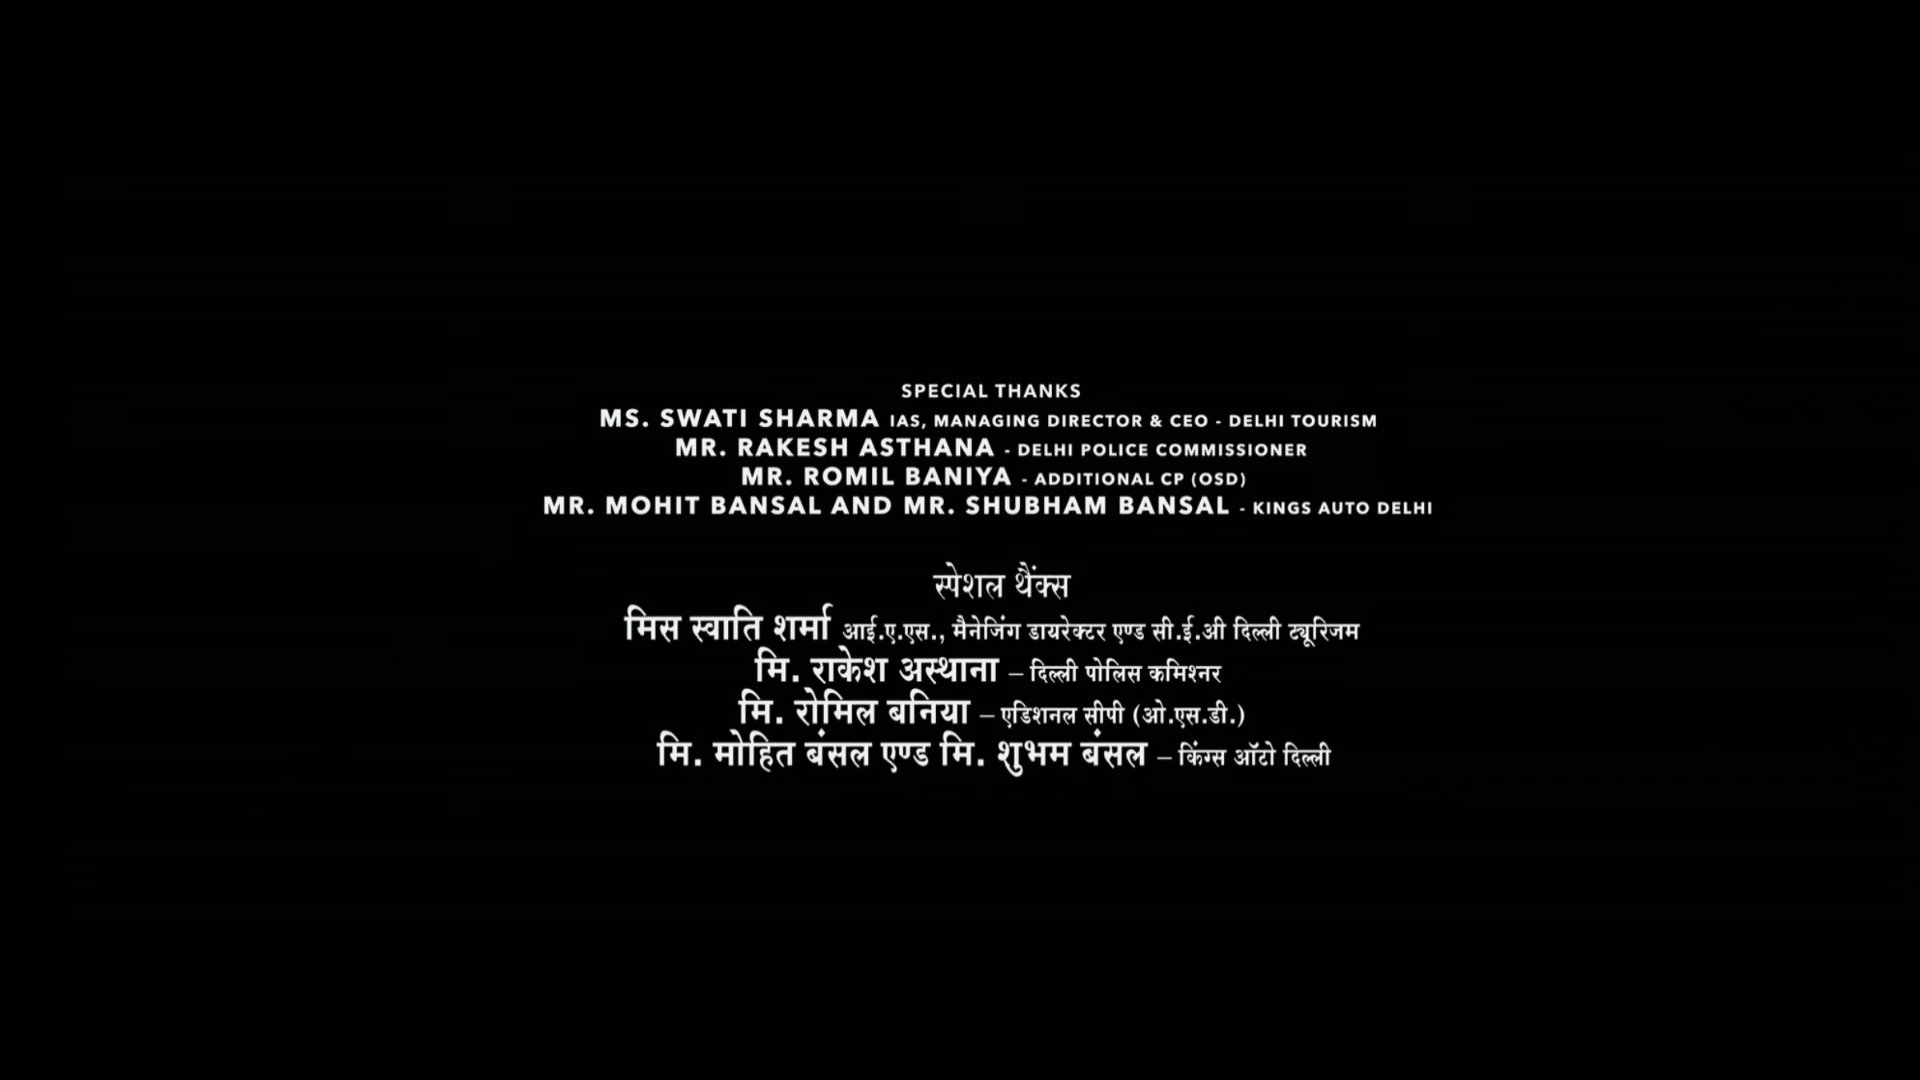 SPECIAL THANKS
MS. SWATI SHARMA IAS, MANAGING DIRECTOR & CEO - DELHI TOURISM
MR. RAKESH ASTHANA - DELHI POLICE COMMISSIONER
MR. ROMIL BANIYA - ADDITIONAL CP (OSD)
MR. MOHIT BANSAL AND MR. SHUBHAM BANSAL - KINGS AUTO DELHI
स्पेशल थैंक्स
मिस स्वाति शर्मा आई.ए.एस., मैनेजिंग डायरेक्टर एण्ड सी.ई.ओ दिल्ली ट्यूरिजम
मि. राकेश अस्थाना – दिल्ली पोलिस कमिश्नर
मि. रोमिल बनिया – एडिशनल सीपी (ओ.एस.डी.)
मि. मोहित बंसल एण्ड मि. शुभम बंसल – किंग्स ऑटो दिल्ली